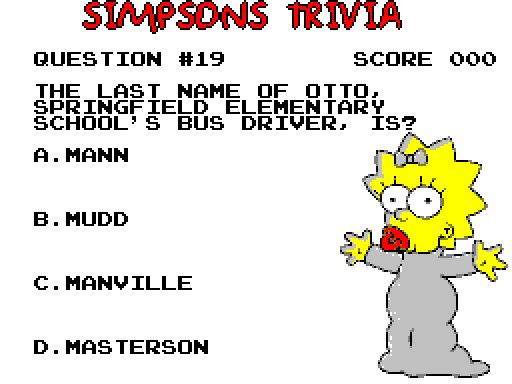 SIMPSONS TRIVIA
QUESTION #19 SCORE 000
THE LAST NAME OF OTTO,
SPRINGFIELD ELEMENTARY
SCHOOL'S BUS DRIVER, IS?
A.MANN
B.MUDD
C.MANVILLE
D.MASTERSON